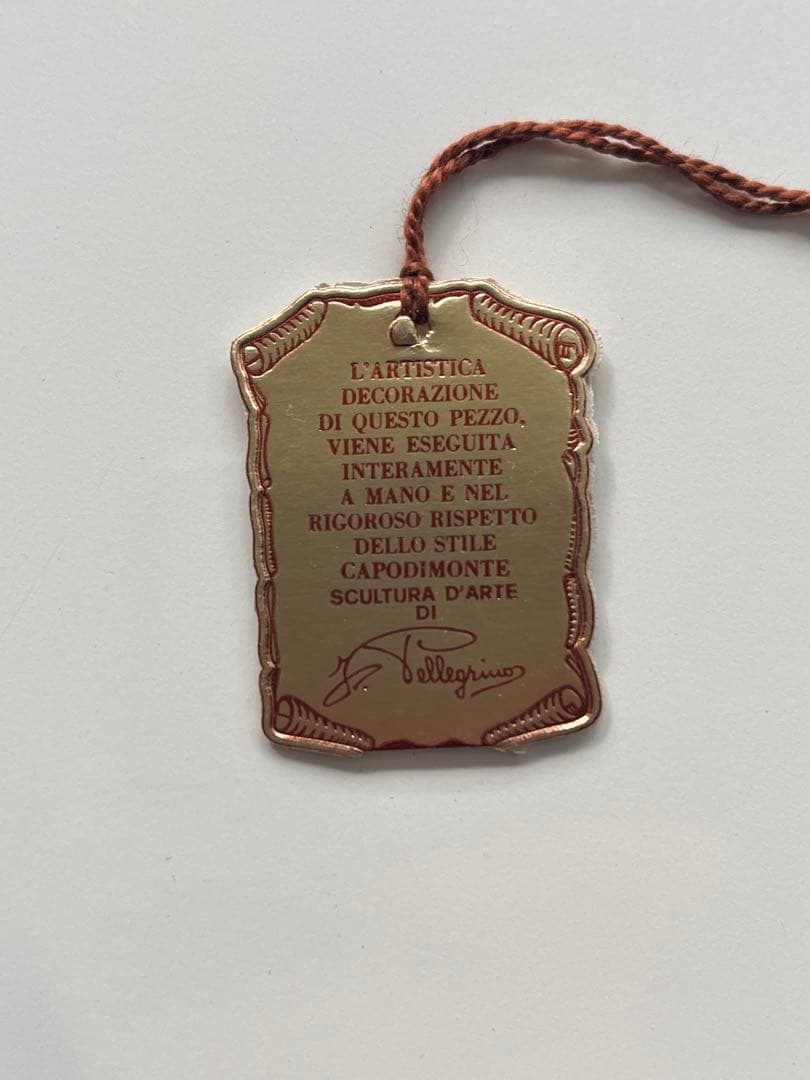 L'ARTISTICA
DECORAZIONE
DI QUESTO PEZZO,
VIENE ESEGUITA
INTERAMENTE
A MANO E NEL
RIGOROSO RISPETTO
DELLO STILE
CAPODIMONTE
SCULTURA D'ARTE
DI
Pellegrino